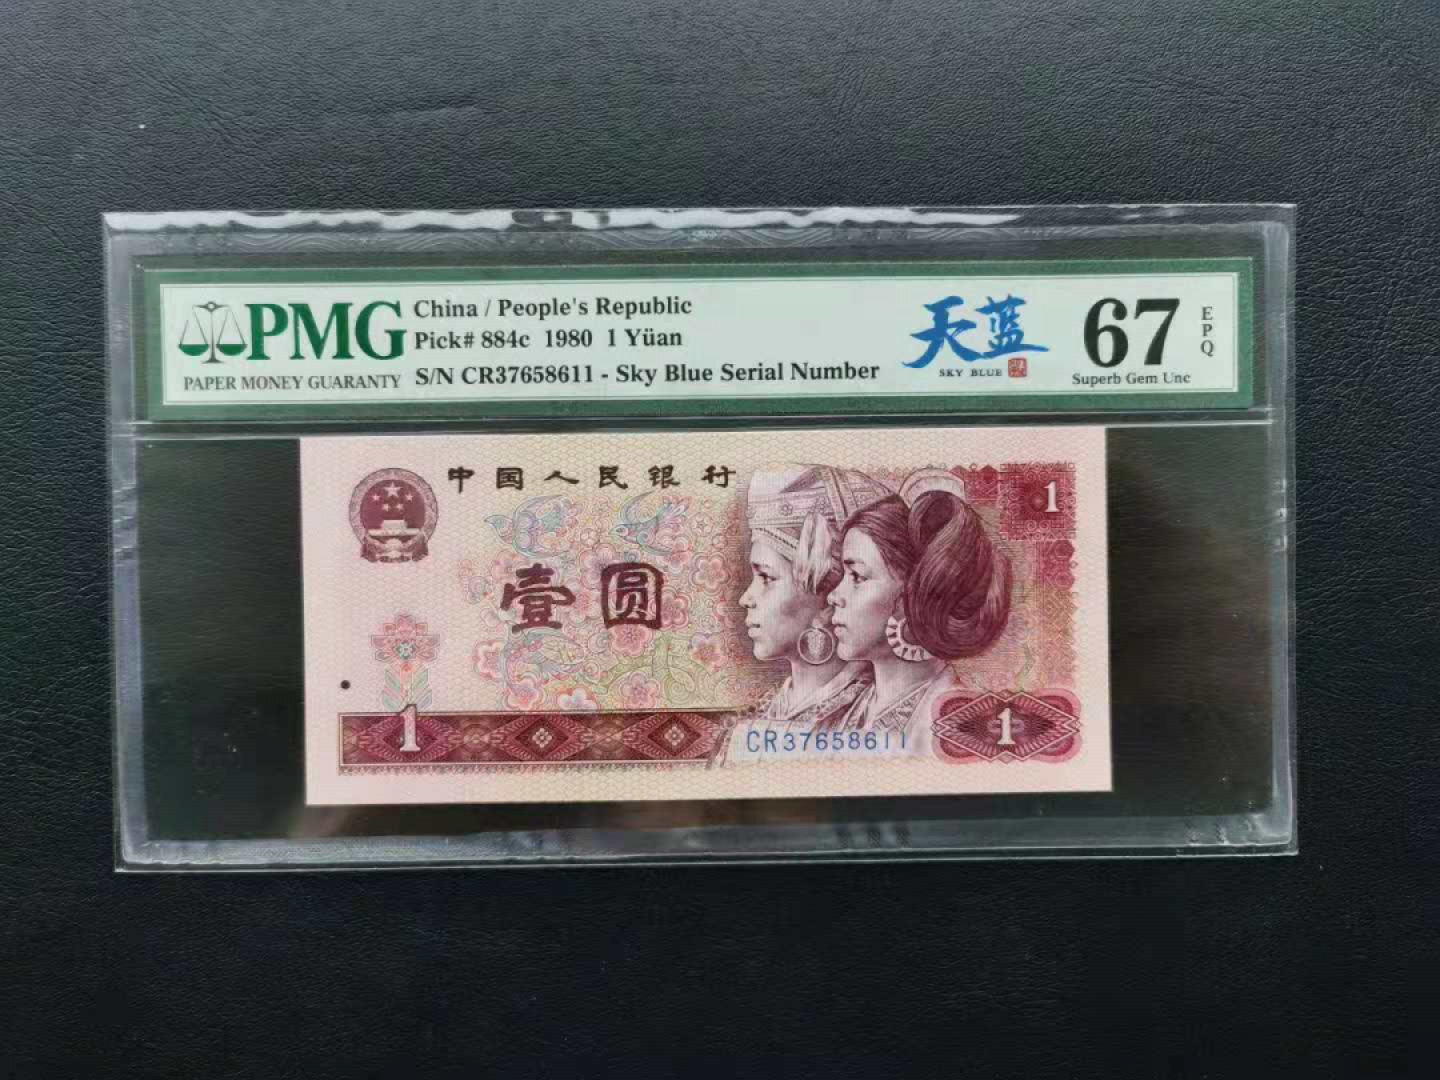 PMG
PAPER MONEY GUARANTY
China / People's Republic
Pick# 884c 1980 1 Yüan
S/N CR37658611 - Sky Blue Serial Number
天蓝
SKY BLUE
67
EPQ
Superb Gem Unc
中国人民银行
1
壹圆
1
CR37658611
1